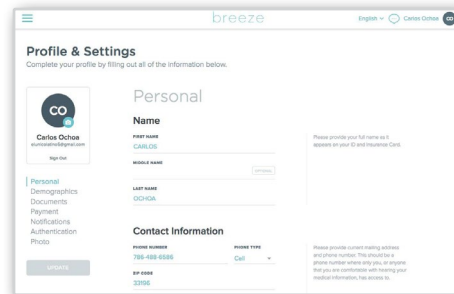 breeze
English
Carlos Ochoa
CO
Profile & Settings
Complete your profile by filling out all of the information below.
CO
Carlos Ochoa
Sign Out
Personal
Demographics
Documents
Payment
Notifications
Authentication
Photo
UPDATE
Personal
Name
FIRST NAME
CARLOS
MIDDLE NAME
OPTIONAL
LAST NAME
OCHOA
Please provide your full name as it
appears on your ID and Insurance Card.
Contact Information
PHONE NUMBER
PHONE TYPE
786-488-6586
Cell
ZIP CODE
33196
Please provide current mailing address
and phone number. This should be a
phone number where only you, or anyone
that you are comfortable with hearing your
medical information, has access to.